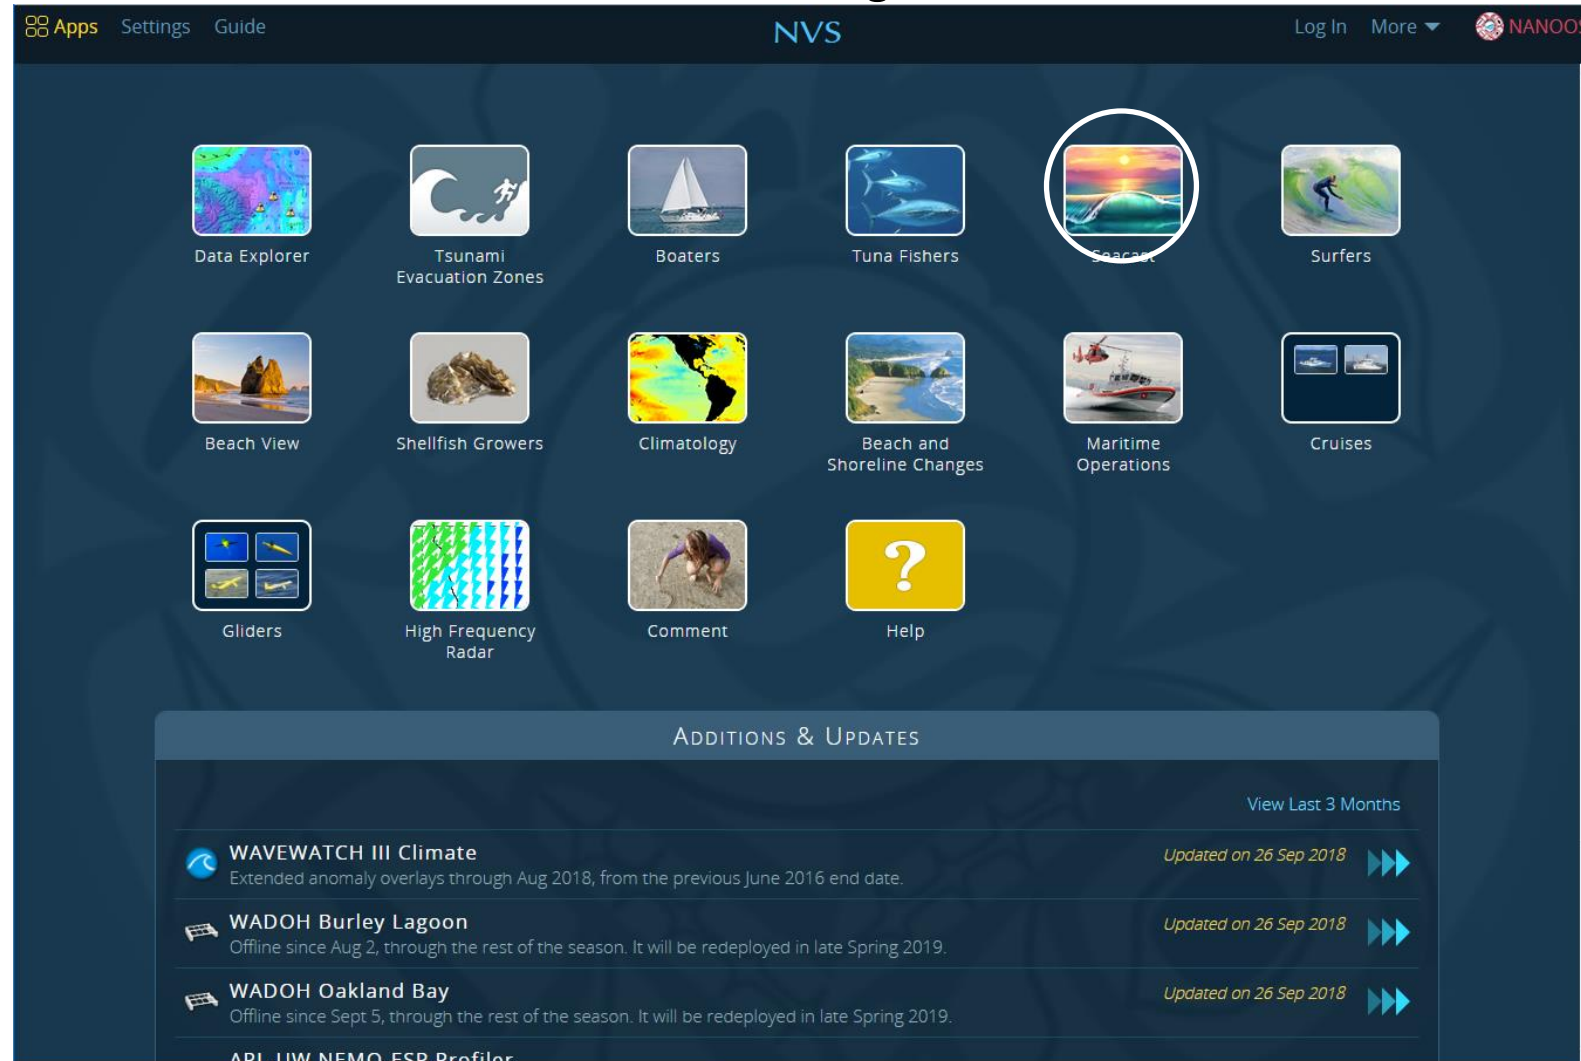 Apps Settings Guide NVS Log In More NANOOS
Data Explorer
Tsunami
Evacuation Zones
Boaters
Tuna Fishers
Seacast
Surfers
Beach View
Shellfish Growers
Climatology
Beach and
Shoreline Changes
Maritime
Operations
Cruises
Gliders
High Frequency
Radar
Comment
?
Help
ADDITIONS & UPDATES
View Last 3 Months
WAVEWATCH III Climate
Updated on 26 Sep 2018
Extended anomaly overlays through Aug 2018, from the previous June 2016 end date.
WADOH Burley Lagoon
Updated on 26 Sep 2018
Offline since Aug 2, through the rest of the season. It will be redeployed in late Spring 2019.
WADOH Oakland Bay
Updated on 26 Sep 2018
Offline since Sept 5, through the rest of the season. It will be redeployed in late Spring 2019.
APL-UW NEMO ESP Profiler